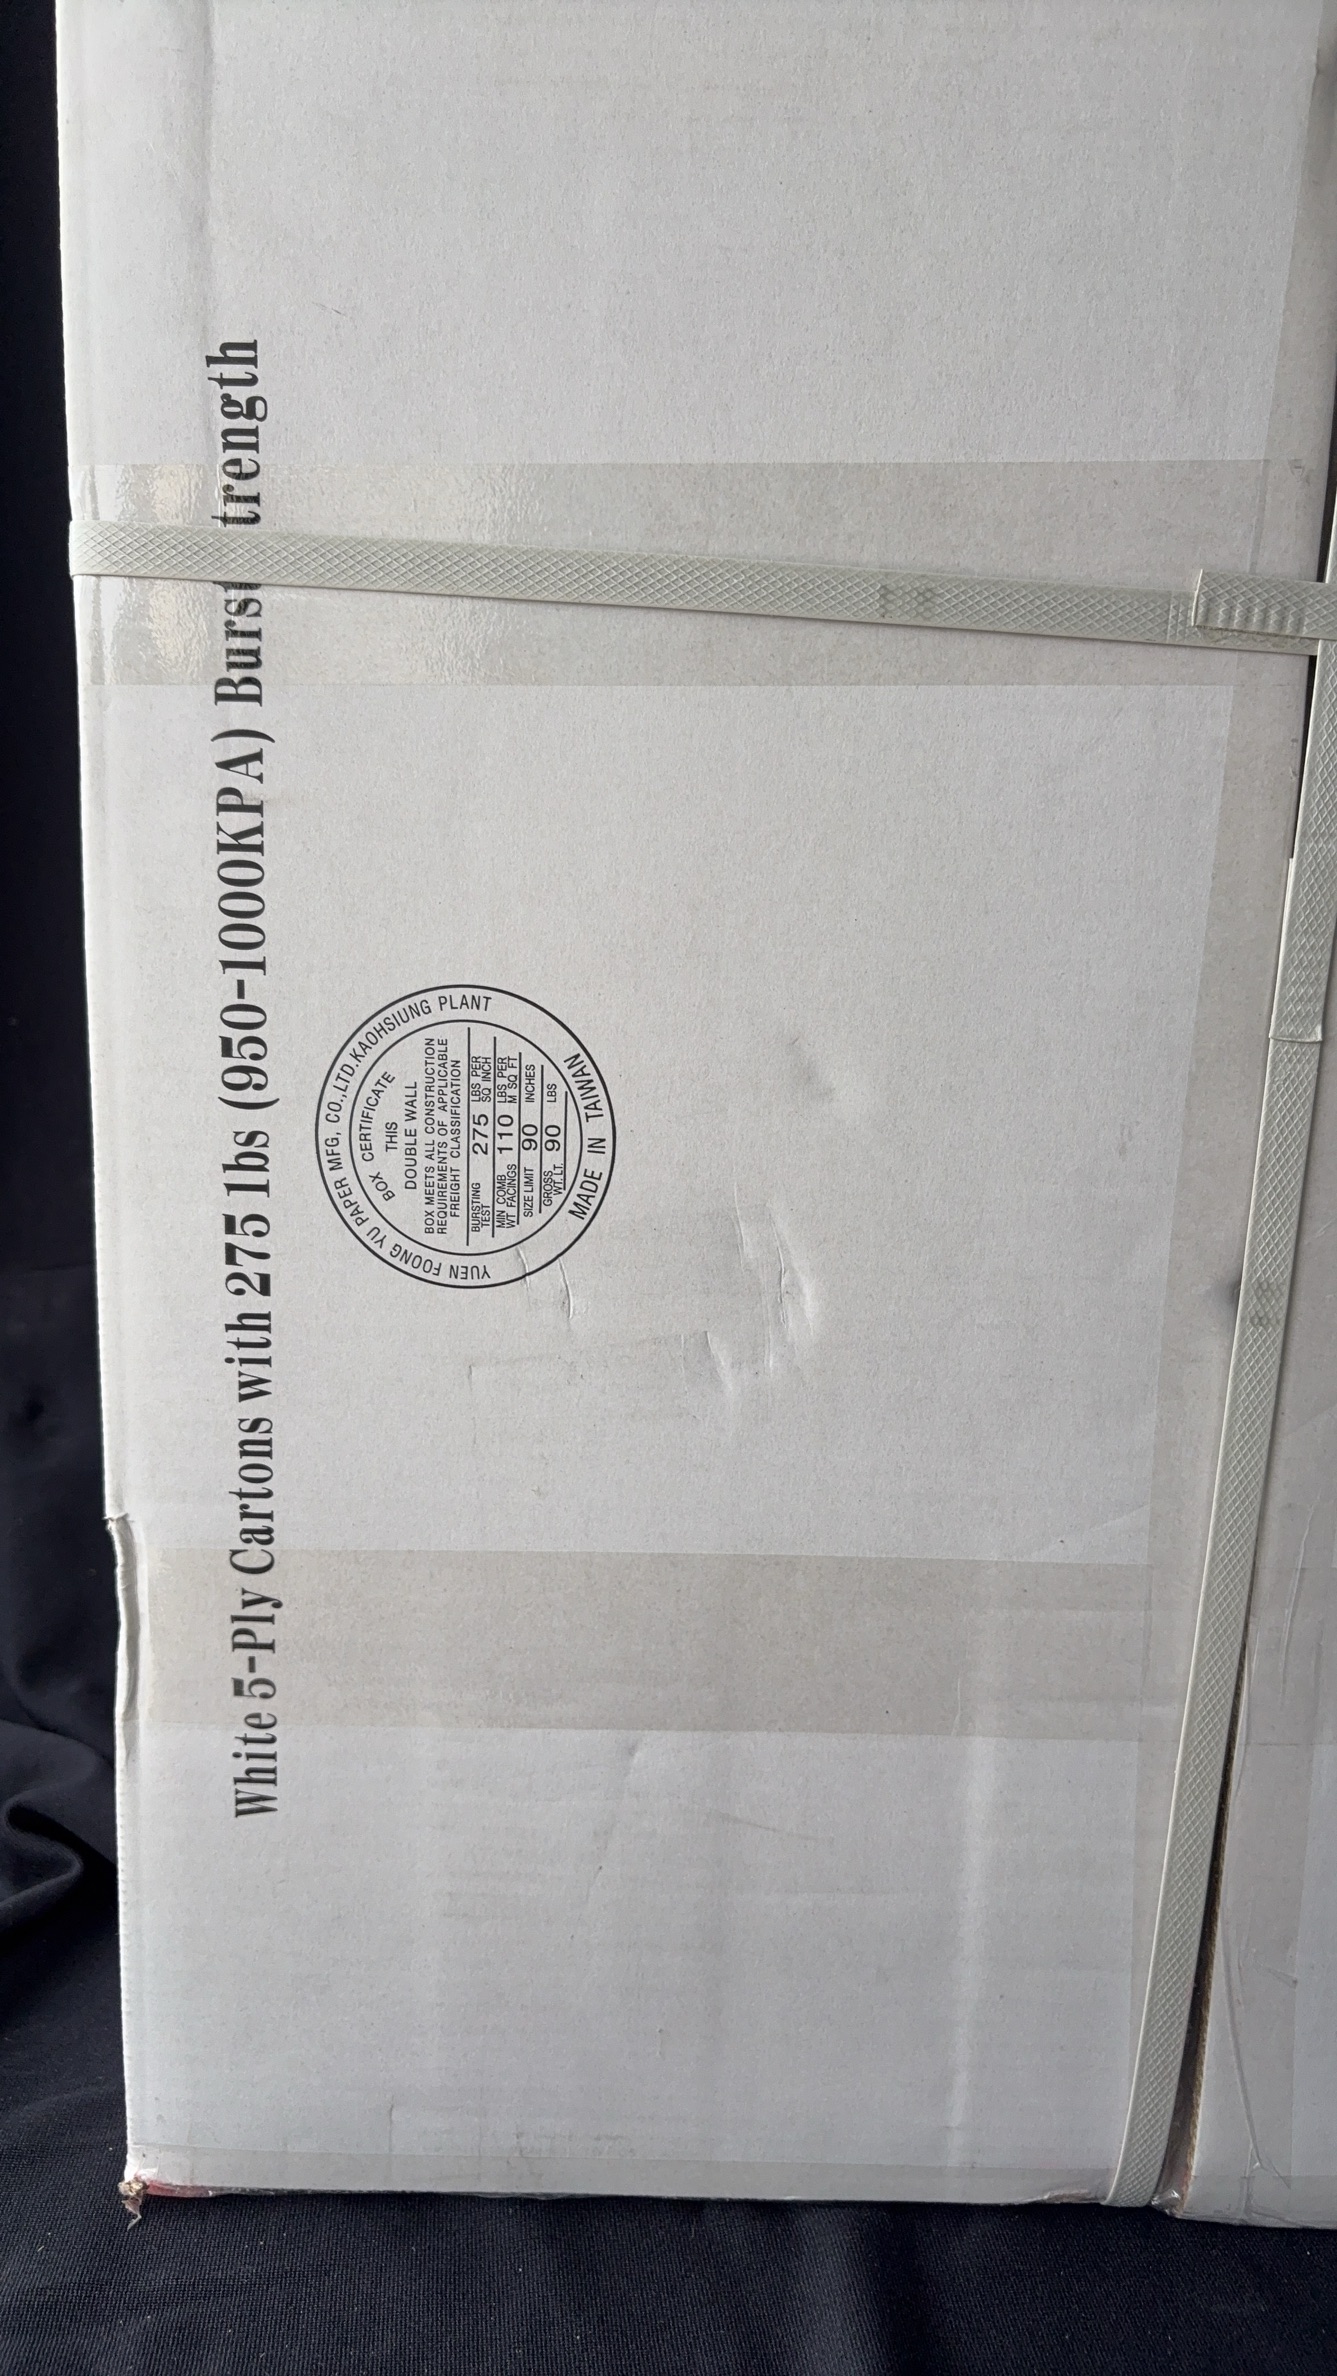 White 5-Ply Cartons with 275 lbs (950-1000KPA) Burst trength
YUEN FOONG YU PAPER MFG, CO.,LTD.KAOHSIUNG PLANT
BOX CERTIFICATE
THIS
DOUBLE WALL
BOX MEETS ALL CONSTRUCTION
REQUIREMENTS OF APPLICABLE
FREIGHT CLASSIFICATION
BURSTING TEST 275 LBS PER SQ INCH
MIN COMB WT FACINGS 110 LBS PER M SQ FT
SIZE LIMIT 90 INCHES
GROSS WT. LT. 90 LBS
MADE IN TAIWAN